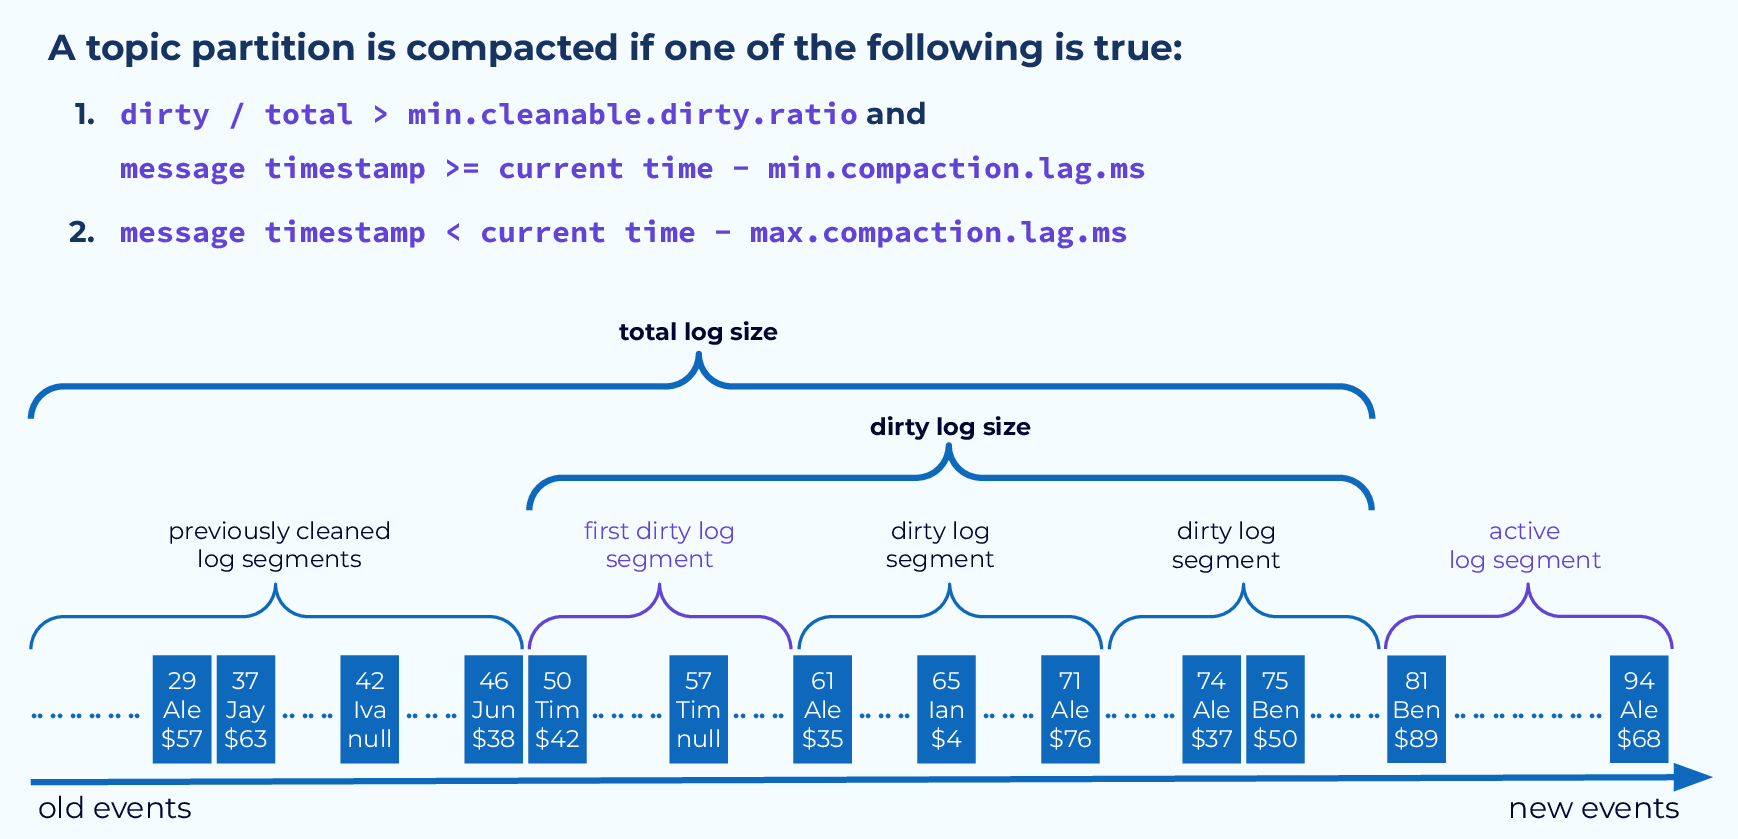 A topic partition is compacted if one of the following is true:
1. dirty / total > min.cleanable.dirty.ratio and
message timestamp >= current time - min.compaction.lag.ms
2. message timestamp < current time - max.compaction.lag.ms
total log size
dirty log size
previously cleaned
log segments
first dirty log
segment
dirty log
segment
dirty log
segment
active
log segment
29
Ale
$57
37
Jay
$63
42
Iva
null
46
Jun
$38
50
Tim
$42
57
Tim
null
61
Ale
$35
65
Ian
$4
71
Ale
$76
74
Ale
$37
75
Ben
$50
81
Ben
$89
94
Ale
$68
old events
new events